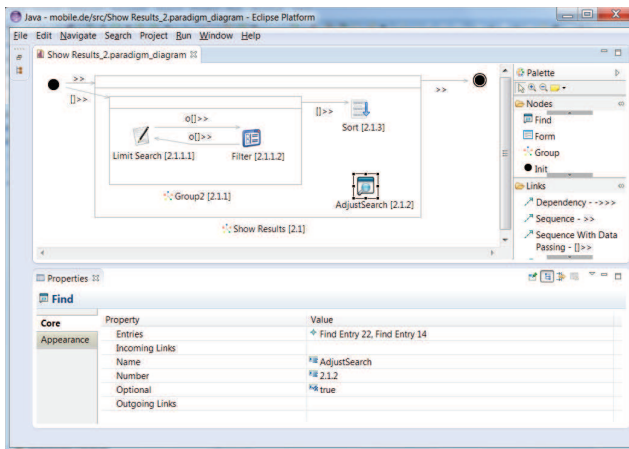 Java - mobile.de/src/Show Results_2.paradigm_diagram - Eclipse Platform
File Edit Navigate Search Project Run Window Help
Show Results_2.paradigm_diagram
>>
[]>>
>>
o[]>>
o[]>>
[]>>
Limit Search [2.1.1.1]
Filter [2.1.1.2]
Sort [2.1.3]
Group2 [2.1.1]
AdjustSearch [2.1.2]
Show Results [2.1]
Palette
Nodes
Find
Form
Group
Init
Links
Dependency - ->>>
Sequence - >>
Sequence With Data
Passing - []>>
Properties
Find
Core
Appearance
Property Value
Entries Find Entry 22, Find Entry 14
Incoming Links
Name AdjustSearch
Number 2.1.2
Optional true
Outgoing Links